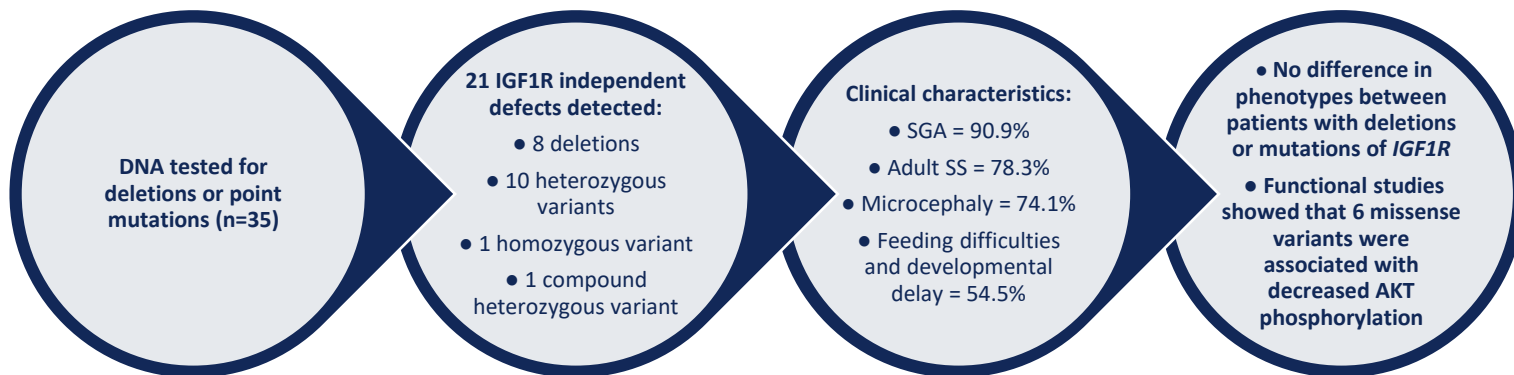 DNA tested for
deletions or point
mutations (n=35)
21 IGF1R independent
defects detected:
● 8 deletions
● 10 heterozygous
variants
● 1 homozygous variant
● 1 compound
heterozygous variant
Clinical characteristics:
● SGA = 90.9%
● Adult SS = 78.3%
● Microcephaly = 74.1%
● Feeding difficulties
and developmental
delay = 54.5%
● No difference in
phenotypes between
patients with deletions
or mutations of IGF1R
● Functional studies
showed that 6 missense
variants were
associated with
decreased AKT
phosphorylation